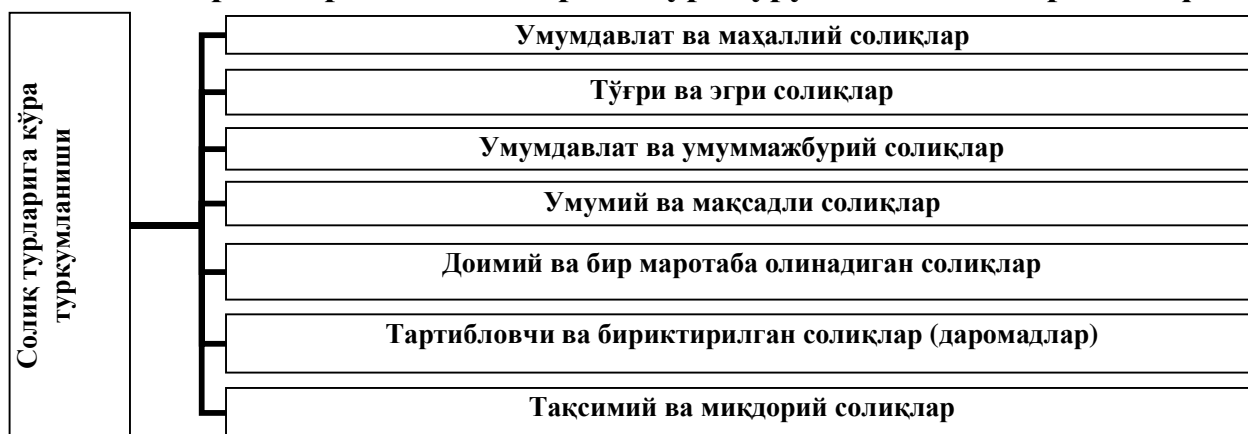 Солиқ турларига кўра
туркумланиши
Умумдавлат ва маҳаллий солиқлар
Тўғри ва эгри солиқлар
Умумдавлат ва умуммажбурий солиқлар
Умумий ва мақсадли солиқлар
Доимий ва бир маротаба олинадиган солиқлар
Тартибловчи ва бириктирилган солиқлар (даромадлар)
Тақсимий ва миқдорий солиқлар